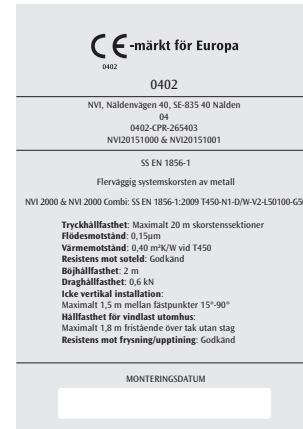 CE-märkt för Europa
0402
0402
NVI, Näldenvägen 40, SE-835 40 Nälden
04
0402-CPR-265403
NVI20151000 & NVI20151001
SS EN 1856-1
Flerväggig systemskorsten av metall
NVI 2000 & NVI 2000 Combi: SS EN 1856-1:2009 T450-N1-D/W-V2-L50100-G50
Tryckhållfasthet: Maximalt 20 m skorstenssektioner
Flödesmotstånd: 0,15µm
Värmemotstånd: 0,40 m²K/W vid T450
Resistens mot soteld: Godkänd
Böjhållfasthet: 2 m
Draghållfasthet: 0,6 kN
Icke vertikal installation:
Maximalt 1,5 m mellan fästpunkter 15°-90°
Hållfasthet för vindlast utomhus:
Maximalt 1,8 m fristående över tak utan stag
Resistens mot frysning/upptining: Godkänd
MONTERINGSDATUM